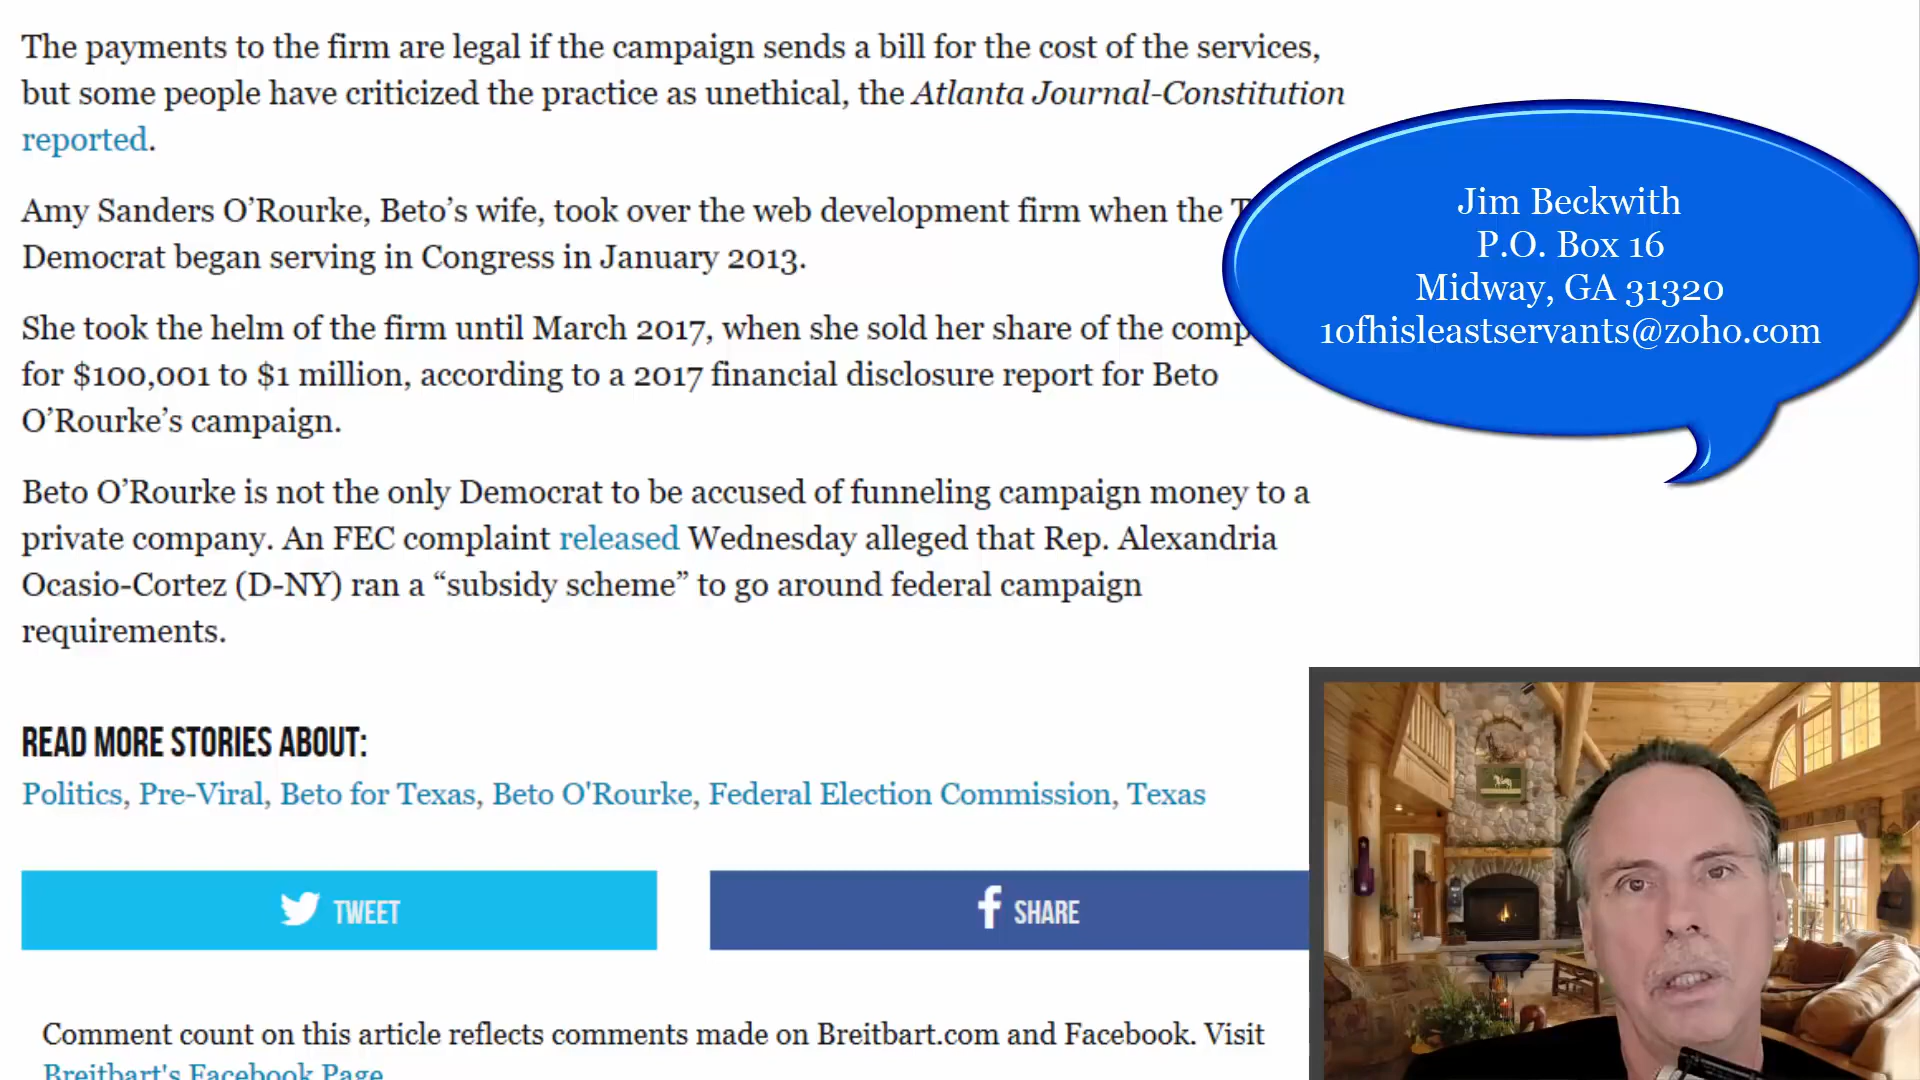 The payments to the firm are legal if the campaign sends a bill for the cost of the services,
but some people have criticized the practice as unethical, the Atlanta Journal-Constitution
reported.
Amy Sanders O’Rourke, Beto’s wife, took over the web development firm when the
Democrat began serving in Congress in January 2013.
She took the helm of the firm until March 2017, when she sold her share of the comp
for $100,001 to $1 million, according to a 2017 financial disclosure report for Beto
O’Rourke’s campaign.
Beto O’Rourke is not the only Democrat to be accused of funneling campaign money to a
private company. An FEC complaint released Wednesday alleged that Rep. Alexandria
Ocasio-Cortez (D-NY) ran a “subsidy scheme” to go around federal campaign
requirements.
Jim Beckwith
P.O. Box 16
Midway, GA 31320
1ofhisleastservants@zoho.com
READ MORE STORIES ABOUT:
Politics, Pre-Viral, Beto for Texas, Beto O'Rourke, Federal Election Commission, Texas
TWEET
SHARE
Comment count on this article reflects comments made on Breitbart.com and Facebook. Visit
Breitbart's Facebook Page